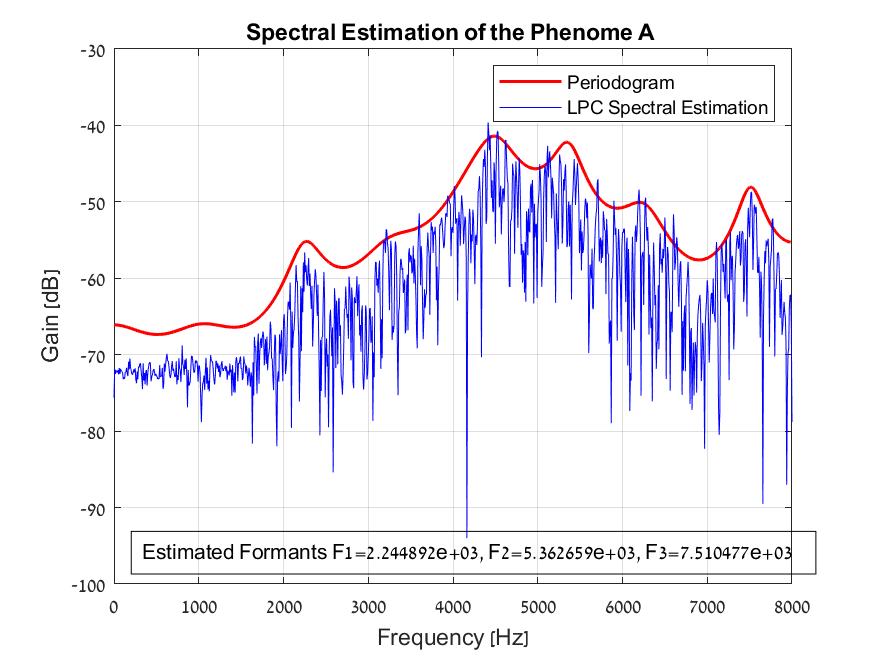 Spectral Estimation of the Phenome A
Periodogram
LPC Spectral Estimation
Gain [dB]
-30
-40
-50
-60
-70
-80
-90
-100
Estimated Formants F1=2.244892e+03, F2=5.362659e+03, F3=7.510477e+03
0 1000 2000 3000 4000 5000 6000 7000 8000
Frequency [Hz]